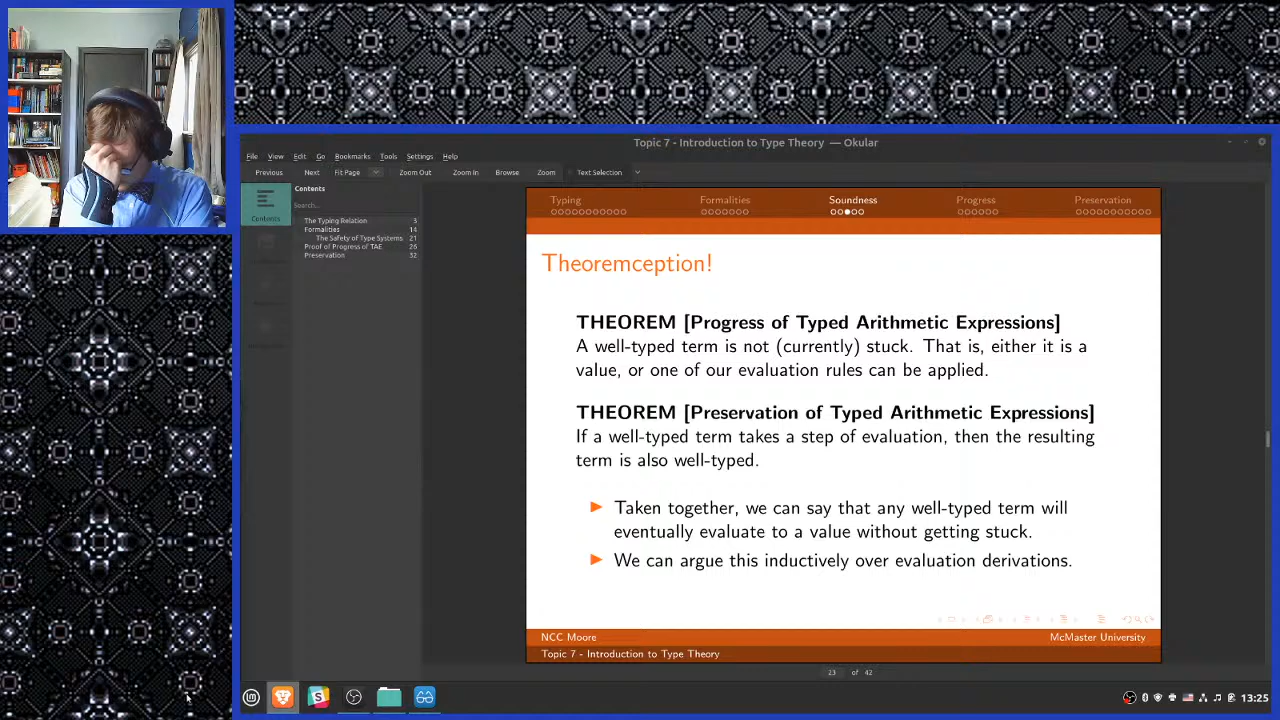 Topic 7 - Introduction to Type Theory — Okular
File View Edit Go Bookmarks Tools Settings Help
Previous Next Fit Page Zoom Out Zoom In Browse Zoom Text Selection
Contents
Contents
Search...
The Typing Relation 3
Formalities 14
The Safety of Type Systems 21
Proof of Progress of TAE 26
Preservation 32
Typing Formalities Soundness Progress Preservation
Theoremception!
THEOREM [Progress of Typed Arithmetic Expressions]
A well-typed term is not (currently) stuck. That is, either it is a
value, or one of our evaluation rules can be applied.
THEOREM [Preservation of Typed Arithmetic Expressions]
If a well-typed term takes a step of evaluation, then the resulting
term is also well-typed.
Taken together, we can say that any well-typed term will
eventually evaluate to a value without getting stuck.
We can argue this inductively over evaluation derivations.
NCC Moore McMaster University
Topic 7 - Introduction to Type Theory
23 of 42
13:25